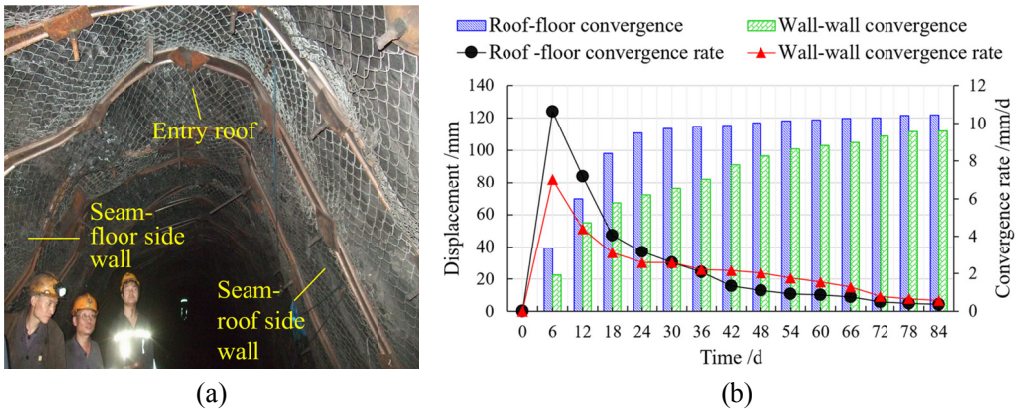 Entry roof
Seam-
floor side
wall
Seam-
roof side
wall
(a)
Roof-floor convergence
Wall-wall convergence
Roof -floor convergence rate
Wall-wall convergence rate
140
120
100
80
60
40
20
0
Displacement /mm
12
10
8
6
4
2
0
Convergence rate /mm/d
0 6 12 18 24 30 36 42 48 54 60 66 72 78 84
Time /d
(b)